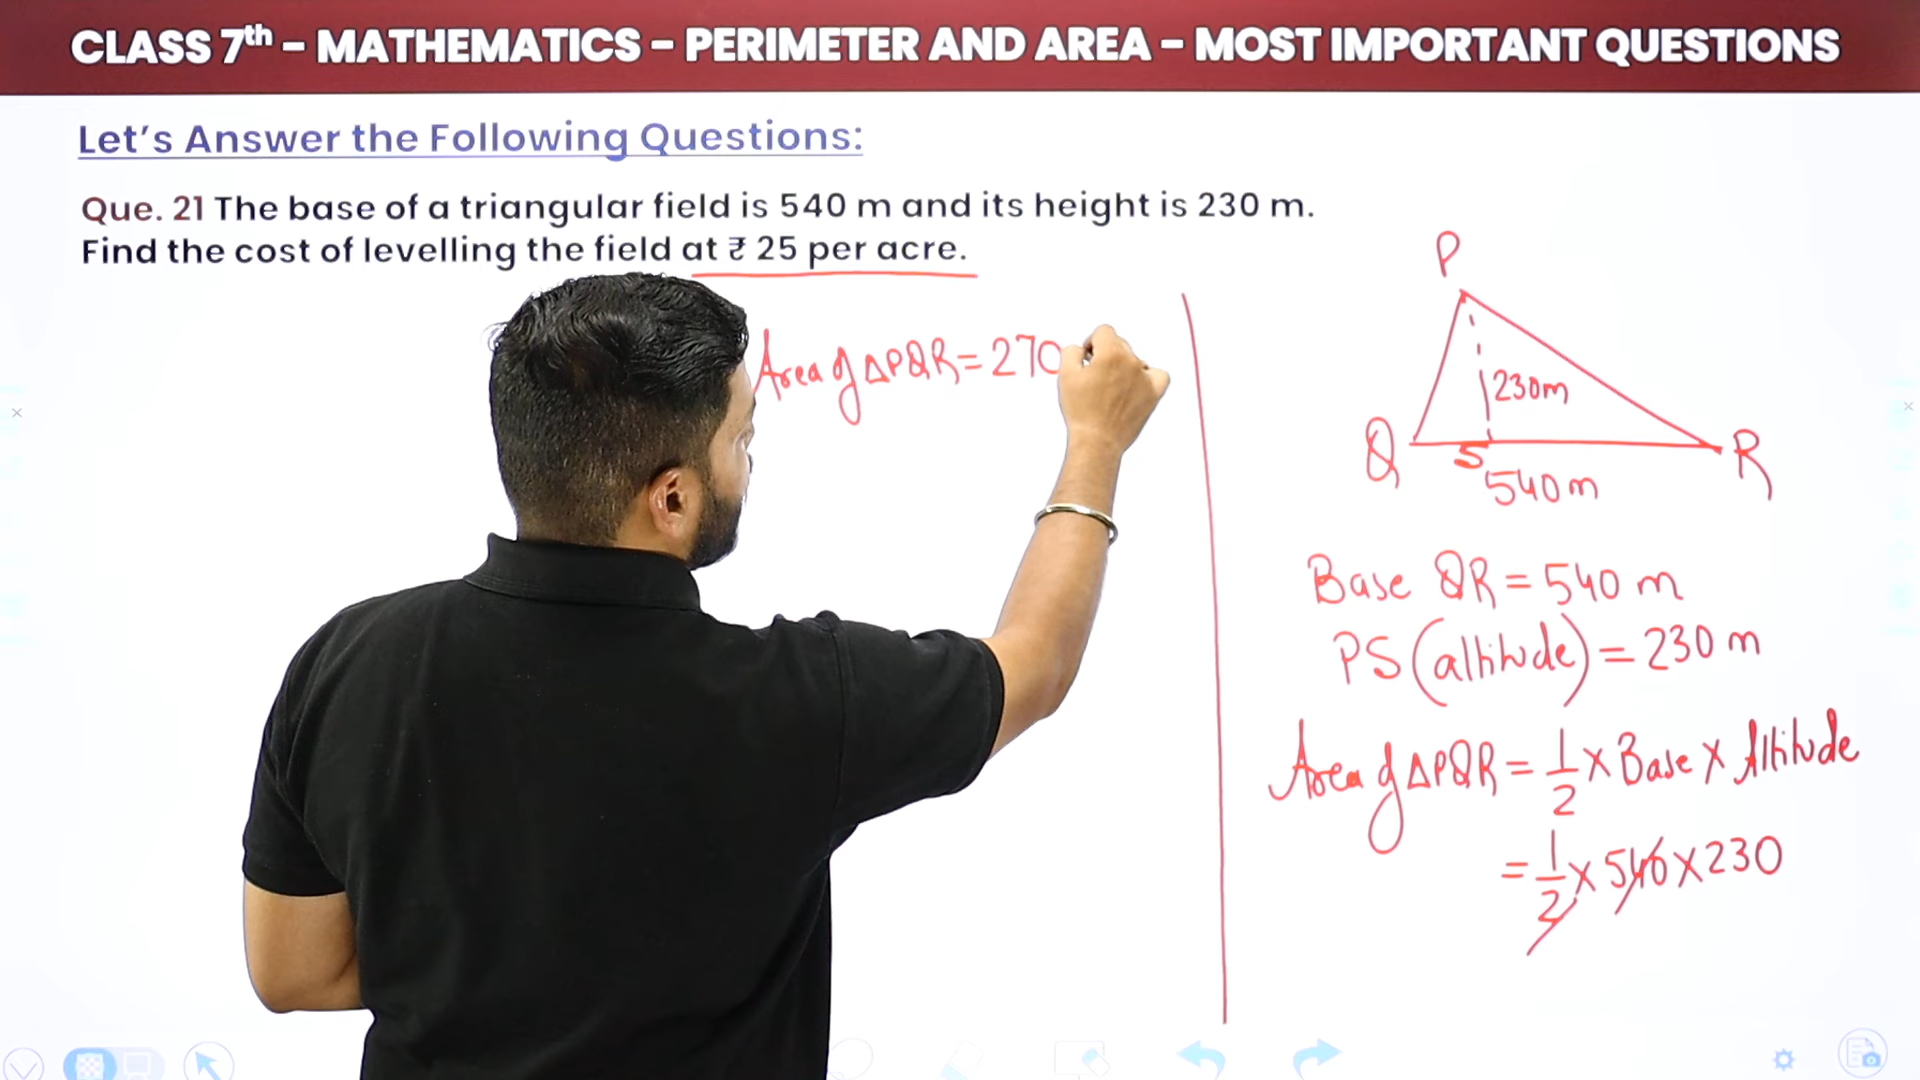 CLASS 7th – MATHEMATICS – PERIMETER AND AREA – MOST IMPORTANT QUESTIONS
Let's Answer the Following Questions:
Que. 21 The base of a triangular field is 540 m and its height is 230 m.
Find the cost of levelling the field at ₹ 25 per acre.
Area of ΔPQR = 270
P
230m
Q
S
R
540 m
Base QR = 540 m
PS (altitude) = 230 m
Area of ΔPQR = 1/2 × Base × Altitude
= 1/2 × 540 × 230